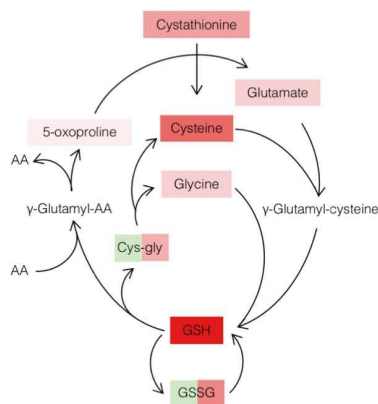 Cystathionine
Glutamate
5-oxoproline
Cysteine
AA
Glycine
γ-Glutamyl-AA
γ-Glutamyl-cysteine
Cys-gly
AA
GSH
GSSG